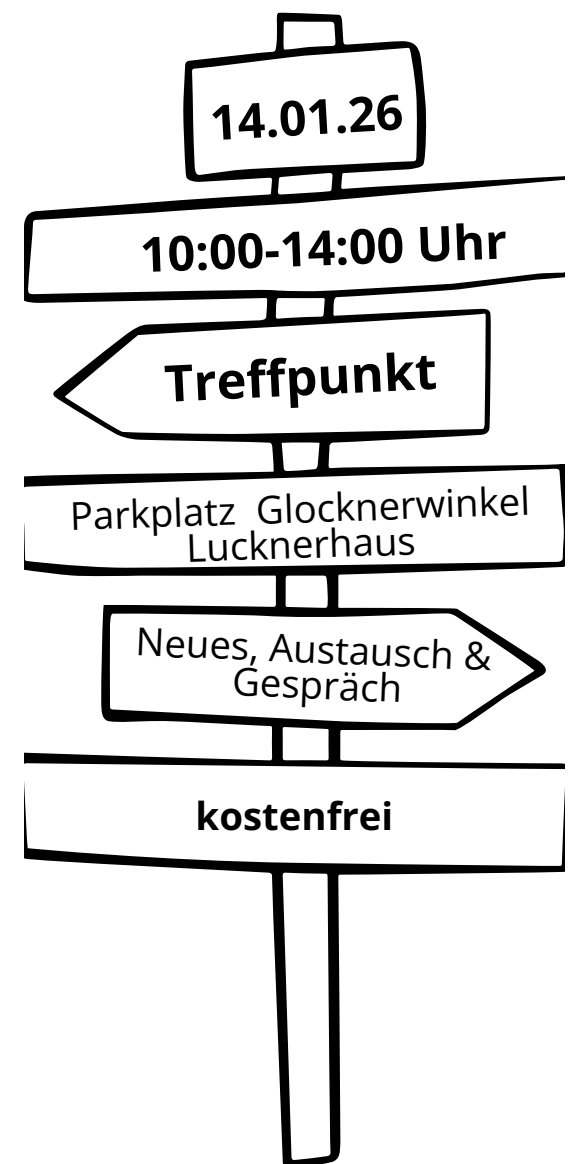 14.01.26
10:00-14:00 Uhr
Treffpunkt
Parkplatz Glocknerwinkel
Lucknerhaus
Neues, Austausch &
Gespräch
kostenfrei